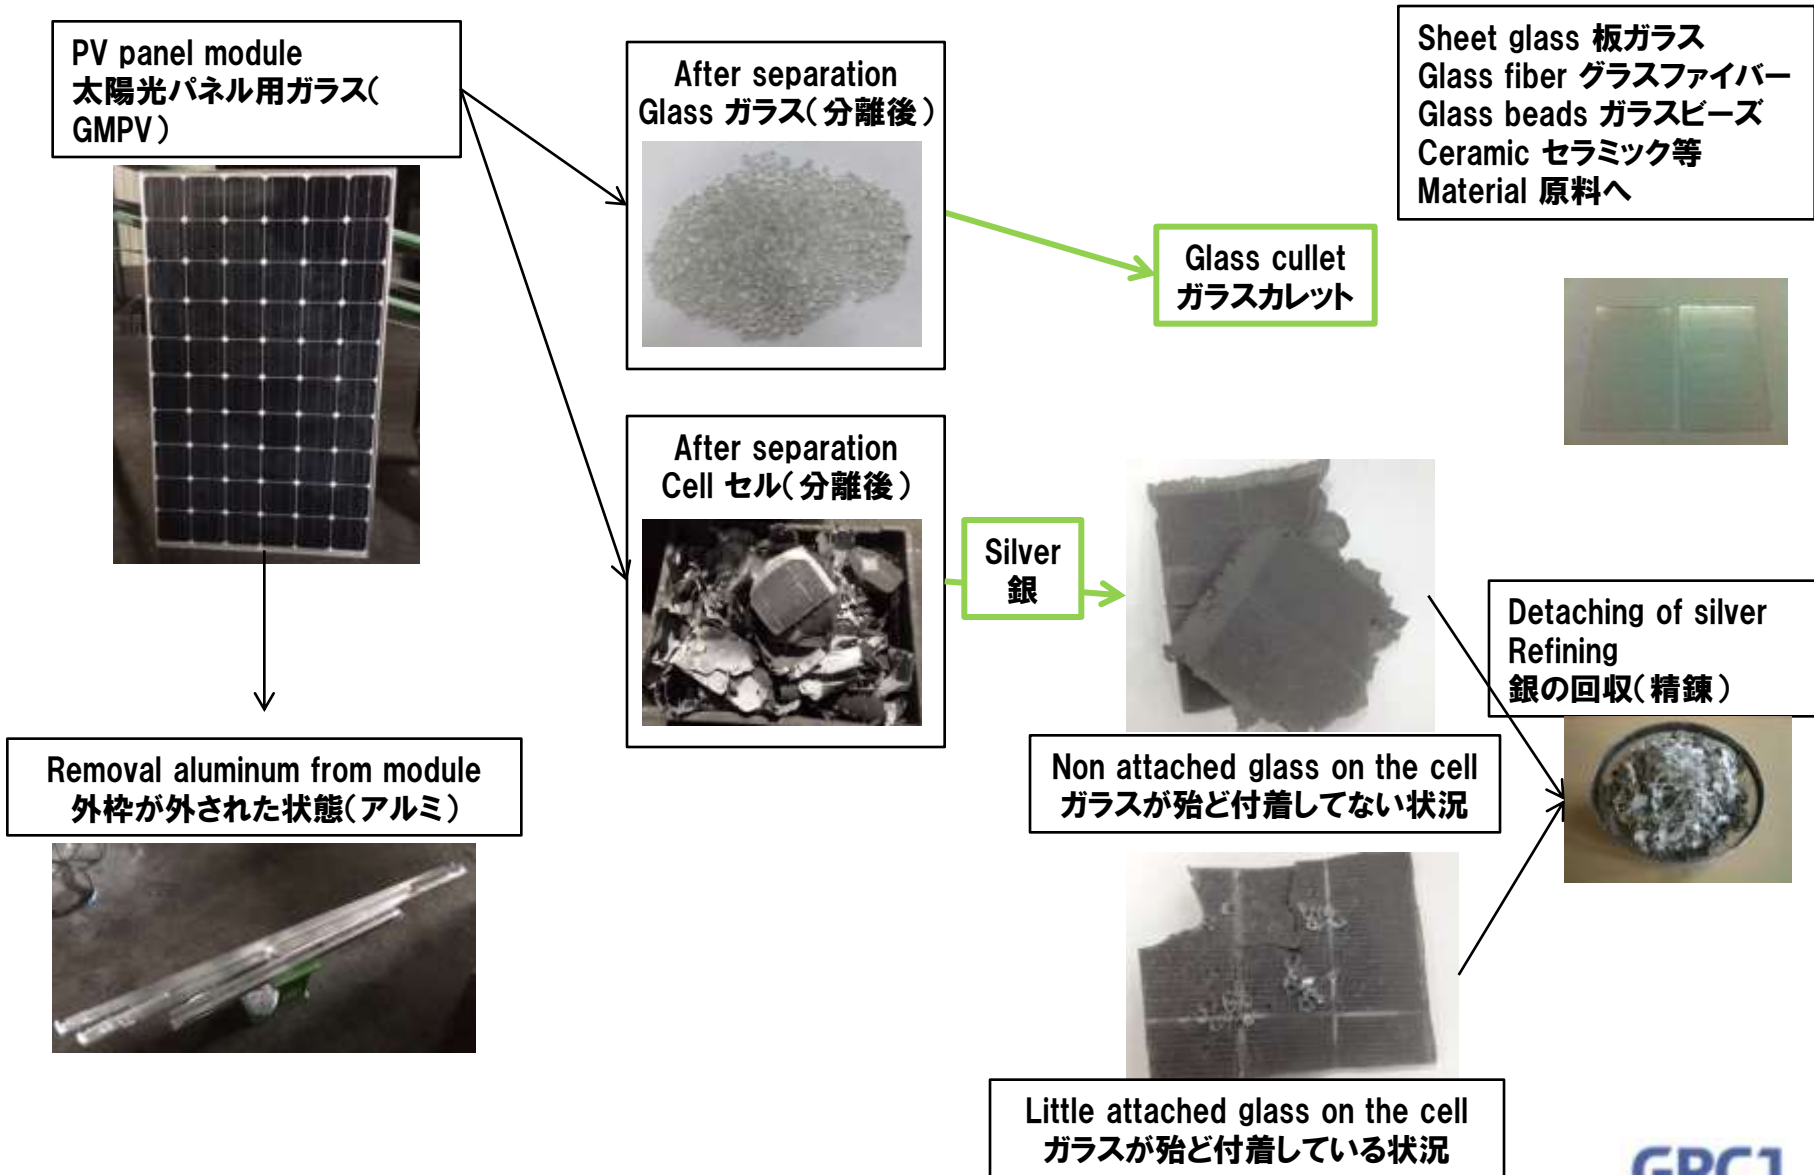 PV panel module
太陽光パネル用ガラス(
GMPV)
After separation
Glass ガラス(分離後)
Sheet glass 板ガラス
Glass fiber グラスファイバー
Glass beads ガラスビーズ
Ceramic セラミック等
Material 原料へ
Glass cullet
ガラスカレット
After separation
Cell セル(分離後)
Silver
銀
Detaching of silver
Refining
銀の回収(精錬)
Removal aluminum from module
外枠が外された状態(アルミ)
Non attached glass on the cell
ガラスが殆ど付着してない状況
Little attached glass on the cell
ガラスが殆ど付着している状況